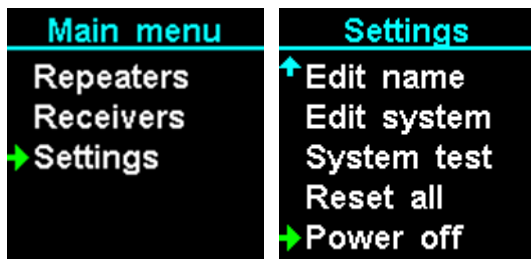 Main menu
Repeaters
Receivers
Settings
Settings
Edit name
Edit system
System test
Reset all
Power off